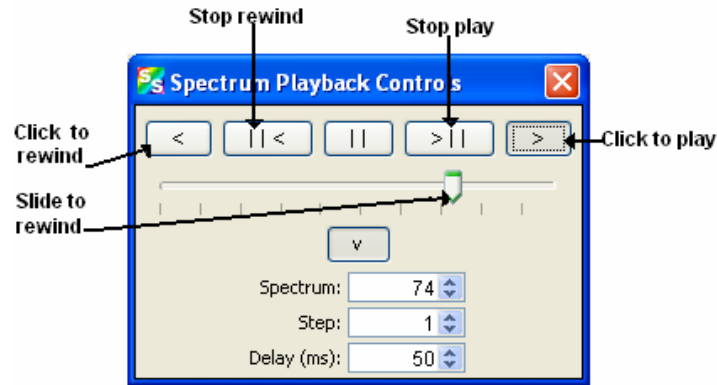 Stop rewind
Stop play
SS Spectrum Playback Controls
Click to
rewind
<
||<
||
>||
>
Click to play
Slide to
rewind
v
Spectrum: 74
Step: 1
Delay (ms): 50